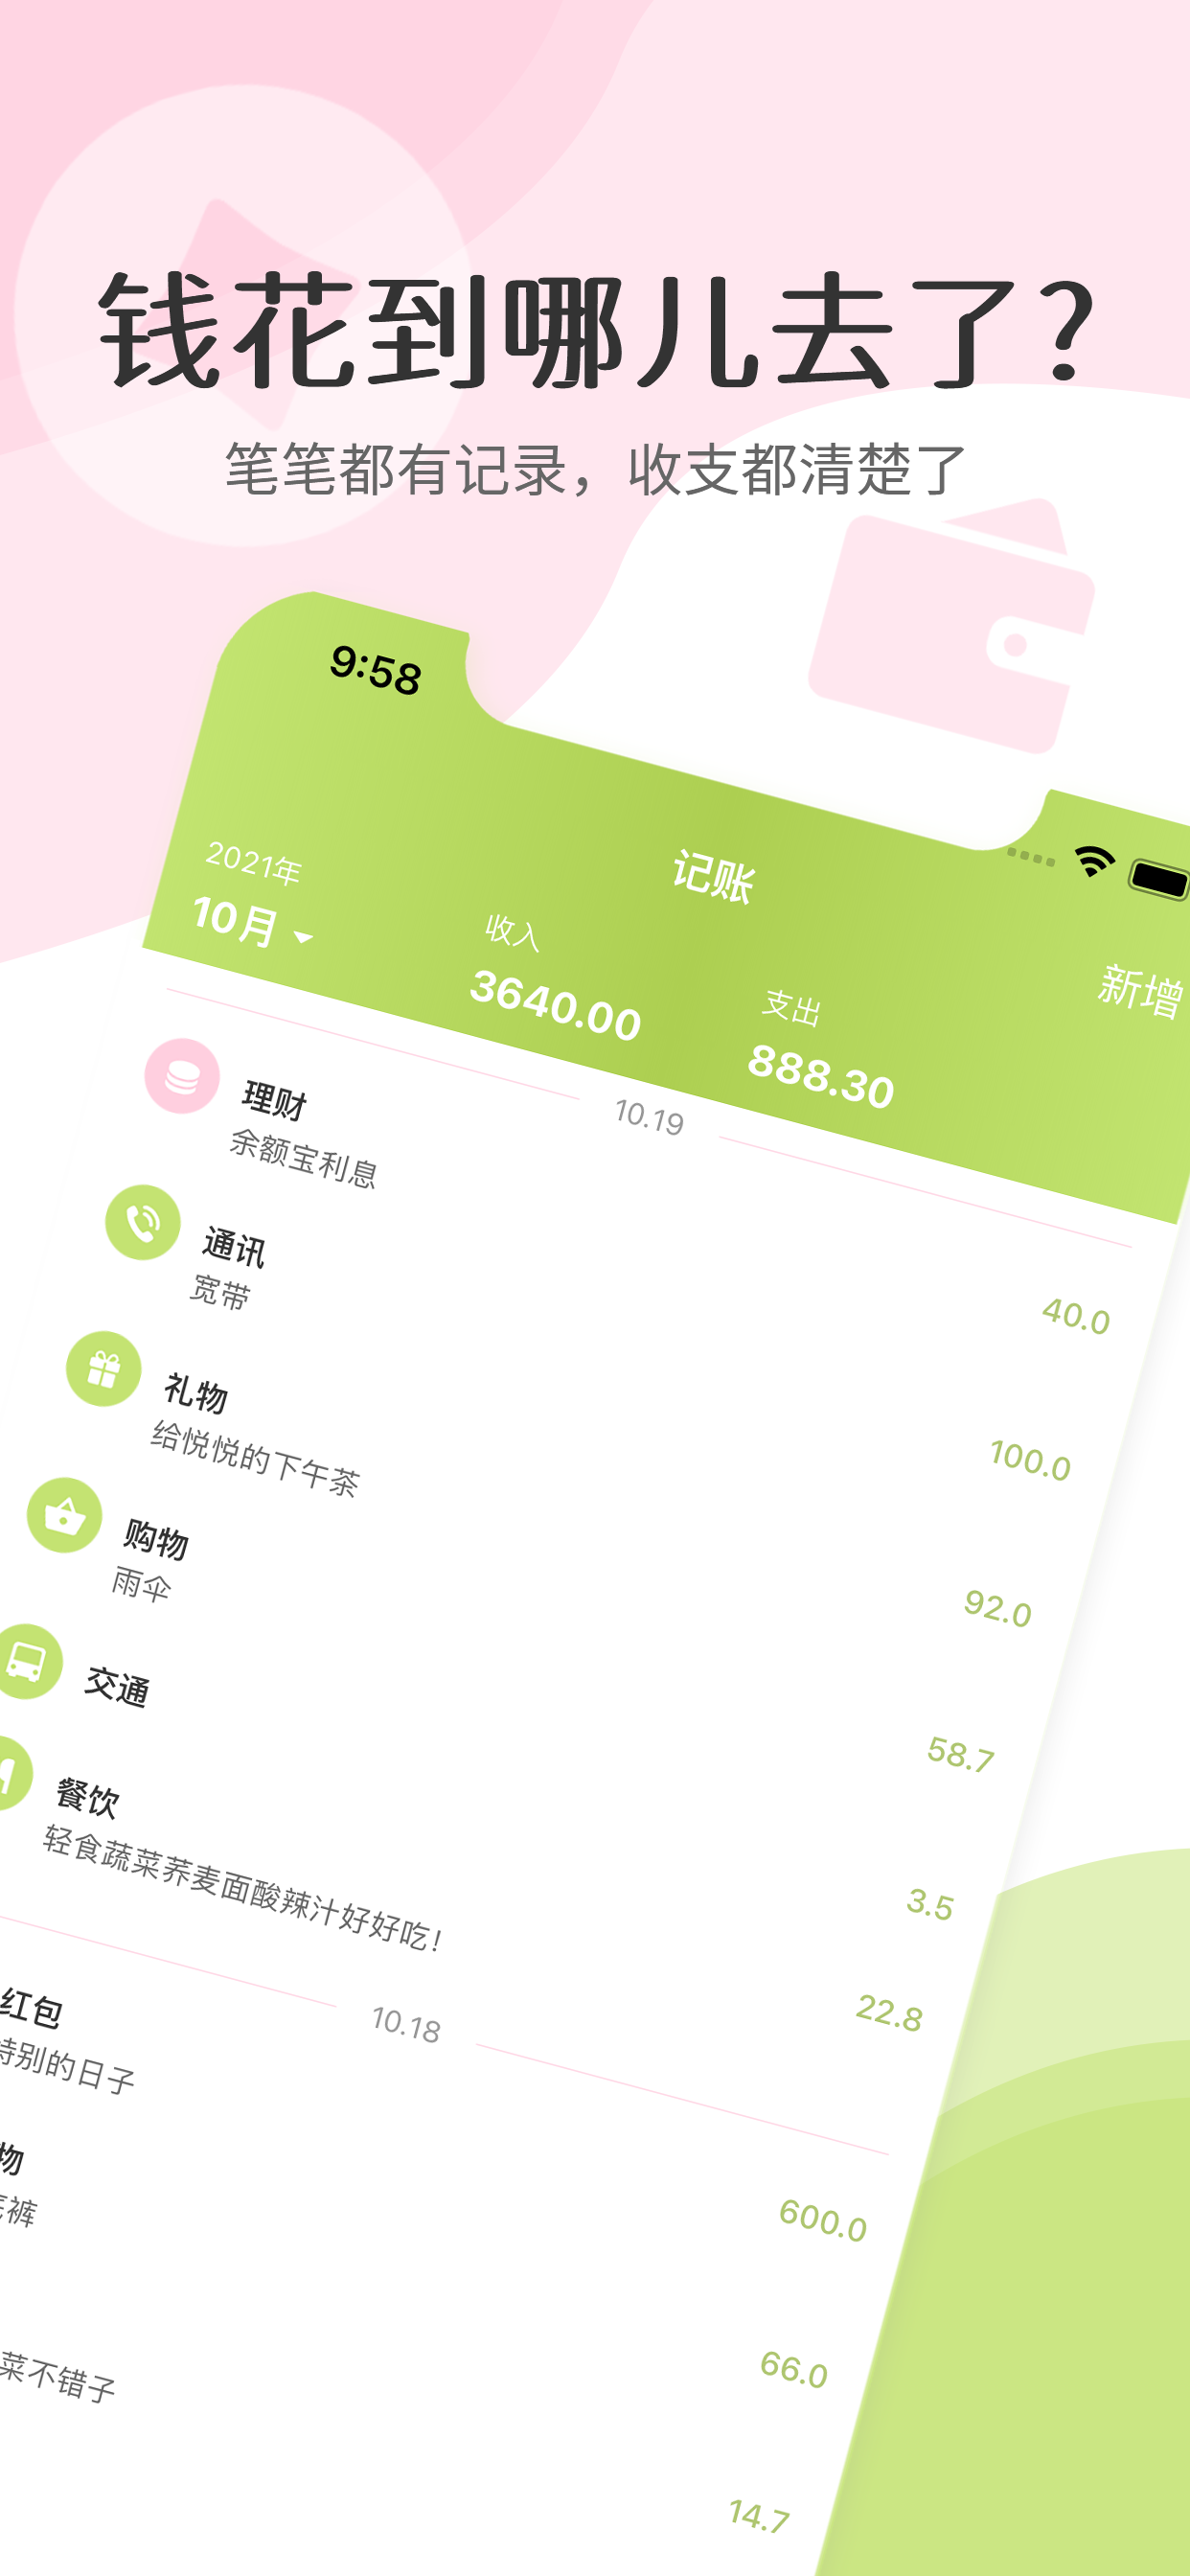 钱花到哪儿去了?
笔笔都有记录，收支都清楚了
9:58
记账
2021年
10月
收入
3640.00
支出
888.30
新增
10.19
理财
余额宝利息
40.0
通讯
宽带
100.0
礼物
给悦悦的下午茶
92.0
购物
雨伞
58.7
交通
3.5
餐饮
轻食蔬菜荞麦面酸辣汁好好吃！
22.8
10.18
红包
特别的日子
600.0
物
裤
66.0
菜不错子
14.7